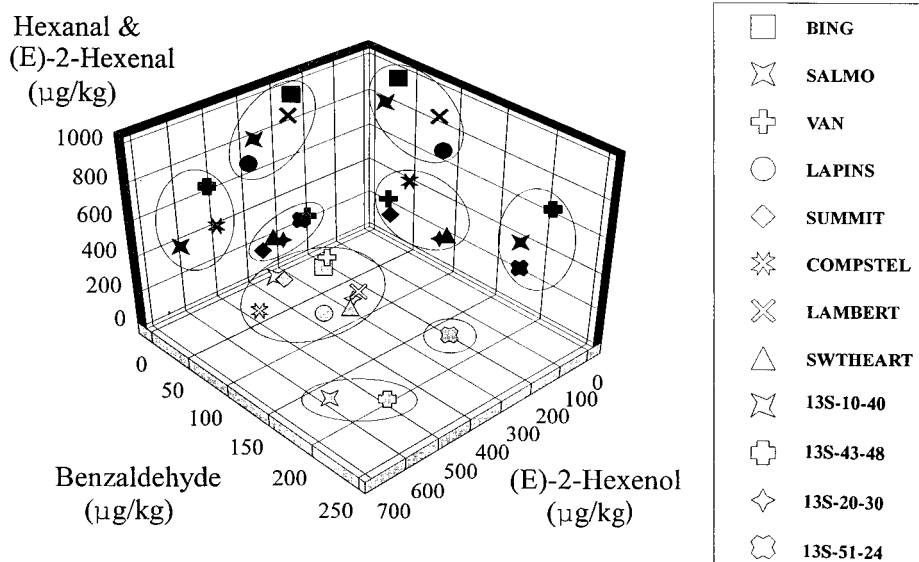 Hexanal &
(E)-2-Hexenal
(µg/kg)
1000
800
600
400
200
0
0
50
100
150
200
250
Benzaldehyde
(µg/kg)
700
600
500
400
300
200
100
0
(E)-2-Hexenol
(µg/kg)
BING
SALMO
VAN
LAPINS
SUMMIT
COMPSTEL
LAMBERT
SWTHEART
13S-10-40
13S-43-48
13S-20-30
13S-51-24